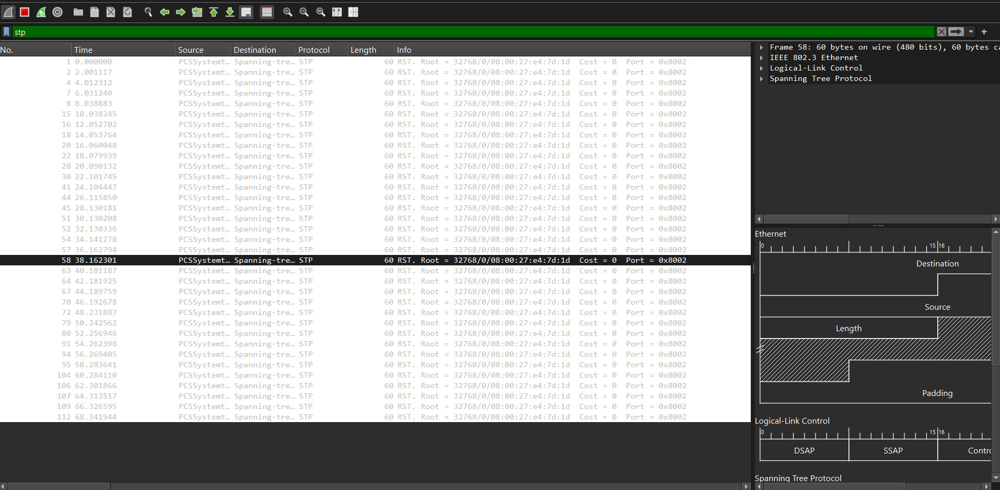 stp
No. Time Source Destination Protocol Length Info
1 0.000000 PCSSystemt… Spanning-tre… STP 60 RST. Root = 32768/0/08:00:27:e4:7d:1d Cost = 0 Port = 0x8002
2 2.001117 PCSSystemt… Spanning-tre… STP 60 RST. Root = 32768/0/08:00:27:e4:7d:1d Cost = 0 Port = 0x8002
4 4.012312 PCSSystemt… Spanning-tre… STP 60 RST. Root = 32768/0/08:00:27:e4:7d:1d Cost = 0 Port = 0x8002
7 6.031240 PCSSystemt… Spanning-tre… STP 60 RST. Root = 32768/0/08:00:27:e4:7d:1d Cost = 0 Port = 0x8002
8 8.038883 PCSSystemt… Spanning-tre… STP 60 RST. Root = 32768/0/08:00:27:e4:7d:1d Cost = 0 Port = 0x8002
15 10.038245 PCSSystemt… Spanning-tre… STP 60 RST. Root = 32768/0/08:00:27:e4:7d:1d Cost = 0 Port = 0x8002
16 12.052702 PCSSystemt… Spanning-tre… STP 60 RST. Root = 32768/0/08:00:27:e4:7d:1d Cost = 0 Port = 0x8002
18 14.053764 PCSSystemt… Spanning-tre… STP 60 RST. Root = 32768/0/08:00:27:e4:7d:1d Cost = 0 Port = 0x8002
20 16.060048 PCSSystemt… Spanning-tre… STP 60 RST. Root = 32768/0/08:00:27:e4:7d:1d Cost = 0 Port = 0x8002
22 18.079939 PCSSystemt… Spanning-tre… STP 60 RST. Root = 32768/0/08:00:27:e4:7d:1d Cost = 0 Port = 0x8002
28 20.090132 PCSSystemt… Spanning-tre… STP 60 RST. Root = 32768/0/08:00:27:e4:7d:1d Cost = 0 Port = 0x8002
30 22.101745 PCSSystemt… Spanning-tre… STP 60 RST. Root = 32768/0/08:00:27:e4:7d:1d Cost = 0 Port = 0x8002
41 24.104447 PCSSystemt… Spanning-tre… STP 60 RST. Root = 32768/0/08:00:27:e4:7d:1d Cost = 0 Port = 0x8002
44 26.115850 PCSSystemt… Spanning-tre… STP 60 RST. Root = 32768/0/08:00:27:e4:7d:1d Cost = 0 Port = 0x8002
45 28.130181 PCSSystemt… Spanning-tre… STP 60 RST. Root = 32768/0/08:00:27:e4:7d:1d Cost = 0 Port = 0x8002
51 30.130208 PCSSystemt… Spanning-tre… STP 60 RST. Root = 32768/0/08:00:27:e4:7d:1d Cost = 0 Port = 0x8002
52 32.130336 PCSSystemt… Spanning-tre… STP 60 RST. Root = 32768/0/08:00:27:e4:7d:1d Cost = 0 Port = 0x8002
54 34.141278 PCSSystemt… Spanning-tre… STP 60 RST. Root = 32768/0/08:00:27:e4:7d:1d Cost = 0 Port = 0x8002
57 36.162794 PCSSystemt… Spanning-tre… STP 60 RST. Root = 32768/0/08:00:27:e4:7d:1d Cost = 0 Port = 0x8002
58 38.162301 PCSSystemt… Spanning-tre… STP 60 RST. Root = 32768/0/08:00:27:e4:7d:1d Cost = 0 Port = 0x8002
63 40.181187 PCSSystemt… Spanning-tre… STP 60 RST. Root = 32768/0/08:00:27:e4:7d:1d Cost = 0 Port = 0x8002
64 42.181925 PCSSystemt… Spanning-tre… STP 60 RST. Root = 32768/0/08:00:27:e4:7d:1d Cost = 0 Port = 0x8002
67 44.189759 PCSSystemt… Spanning-tre… STP 60 RST. Root = 32768/0/08:00:27:e4:7d:1d Cost = 0 Port = 0x8002
70 46.192678 PCSSystemt… Spanning-tre… STP 60 RST. Root = 32768/0/08:00:27:e4:7d:1d Cost = 0 Port = 0x8002
72 48.231887 PCSSystemt… Spanning-tre… STP 60 RST. Root = 32768/0/08:00:27:e4:7d:1d Cost = 0 Port = 0x8002
79 50.242562 PCSSystemt… Spanning-tre… STP 60 RST. Root = 32768/0/08:00:27:e4:7d:1d Cost = 0 Port = 0x8002
80 52.256946 PCSSystemt… Spanning-tre… STP 60 RST. Root = 32768/0/08:00:27:e4:7d:1d Cost = 0 Port = 0x8002
91 54.262398 PCSSystemt… Spanning-tre… STP 60 RST. Root = 32768/0/08:00:27:e4:7d:1d Cost = 0 Port = 0x8002
94 56.269405 PCSSystemt… Spanning-tre… STP 60 RST. Root = 32768/0/08:00:27:e4:7d:1d Cost = 0 Port = 0x8002
95 58.283641 PCSSystemt… Spanning-tre… STP 60 RST. Root = 32768/0/08:00:27:e4:7d:1d Cost = 0 Port = 0x8002
104 60.284110 PCSSystemt… Spanning-tre… STP 60 RST. Root = 32768/0/08:00:27:e4:7d:1d Cost = 0 Port = 0x8002
106 62.301866 PCSSystemt… Spanning-tre… STP 60 RST. Root = 32768/0/08:00:27:e4:7d:1d Cost = 0 Port = 0x8002
107 64.313517 PCSSystemt… Spanning-tre… STP 60 RST. Root = 32768/0/08:00:27:e4:7d:1d Cost = 0 Port = 0x8002
109 66.326595 PCSSystemt… Spanning-tre… STP 60 RST. Root = 32768/0/08:00:27:e4:7d:1d Cost = 0 Port = 0x8002
112 68.341944 PCSSystemt… Spanning-tre… STP 60 RST. Root = 32768/0/08:00:27:e4:7d:1d Cost = 0 Port = 0x8002
Frame 58: 60 bytes on wire (480 bits), 60 bytes ca
IEEE 802.3 Ethernet
Logical-Link Control
Spanning Tree Protocol
Ethernet
0 15 16
Destination
Source
Length
Padding
Logical-Link Control
0 15 16
DSAP SSAP Contro
Spanning Tree Protocol